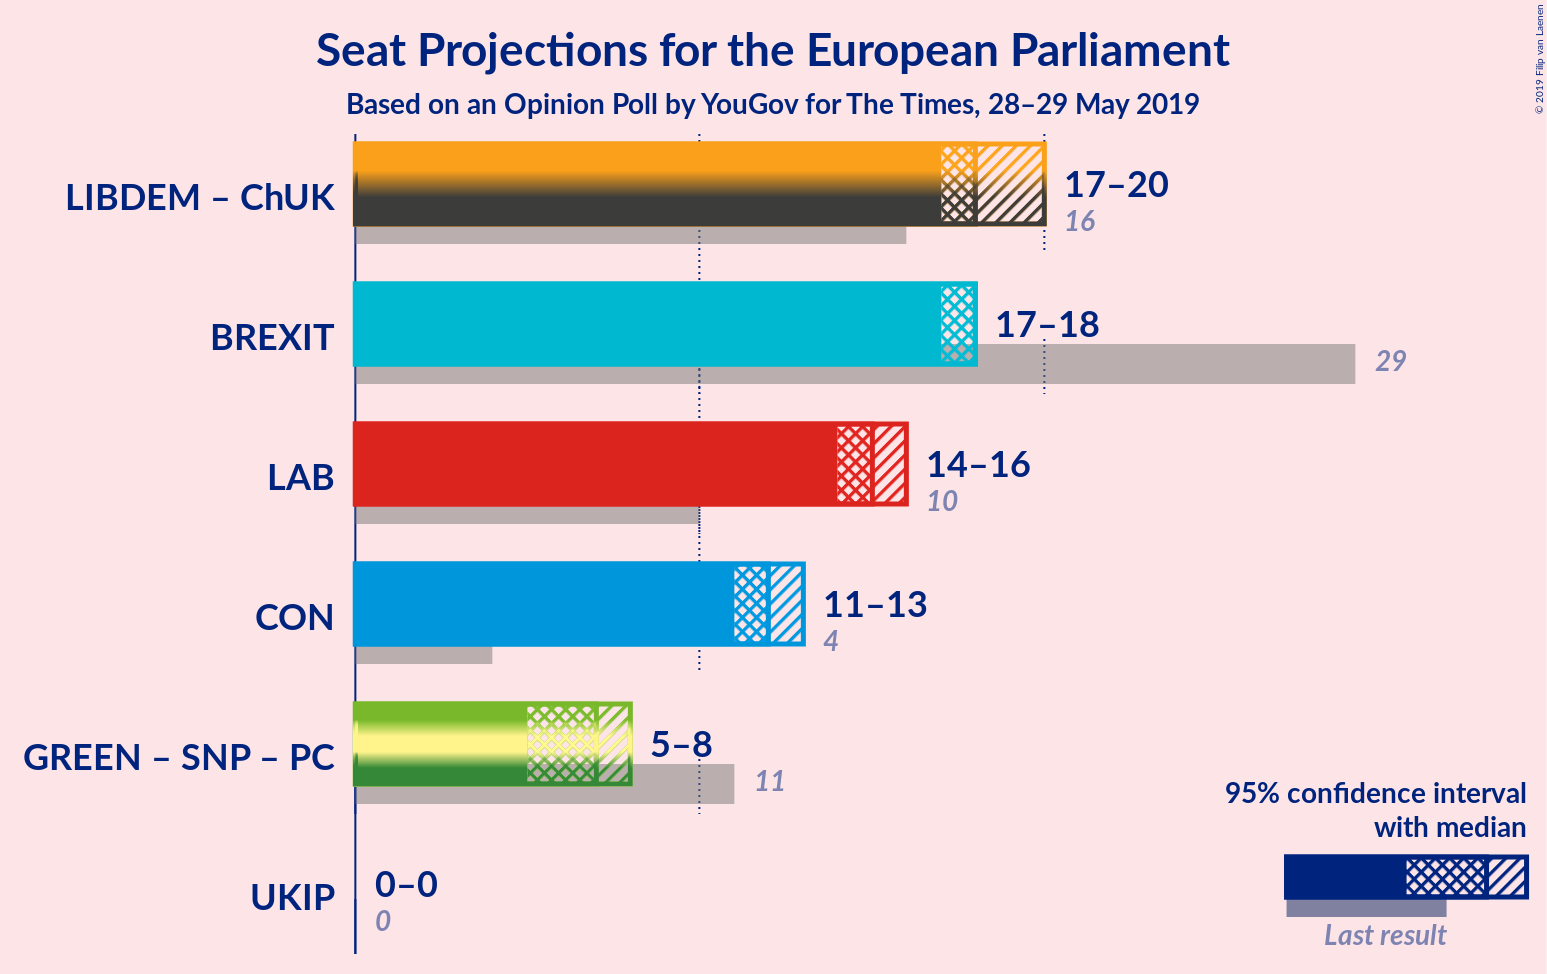 Seat Projections for the European Parliament
Based on an Opinion Poll by YouGov for The Times, 28–29 May 2019
© 2019 Filip van Laenen
LIBDEM – ChUK
17–20
16
BREXIT
17–18
29
LAB
14–16
10
CON
11–13
4
GREEN – SNP – PC
5–8
11
UKIP
0–0
0
95% confidence interval
with median
Last result